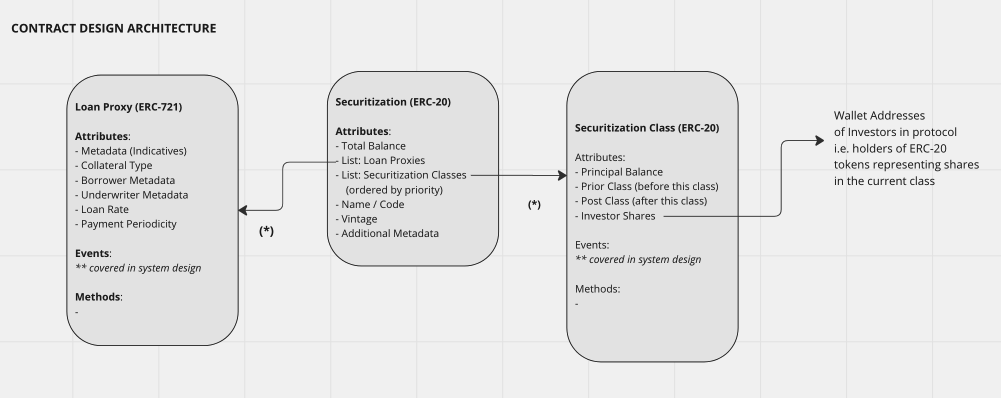 CONTRACT DESIGN ARCHITECTURE
Loan Proxy (ERC-721)
Attributes:
- Metadata (Indicatives)
- Collateral Type
- Borrower Metadata
- Underwriter Metadata
- Loan Rate
- Payment Periodicity
Events:
** covered in system design
Methods:
-
(*)
Securitization (ERC-20)
Attributes:
- Total Balance
- List: Loan Proxies
- List: Securitization Classes
(ordered by priority)
- Name / Code
- Vintage
- Additional Metadata
(*)
Securitization Class (ERC-20)
Attributes:
- Principal Balance
- Prior Class (before this class)
- Post Class (after this class)
- Investor Shares
Events:
** covered in system design
Methods:
-
Wallet Addresses
of Investors in protocol
i.e. holders of ERC-20
tokens representing shares
in the current class